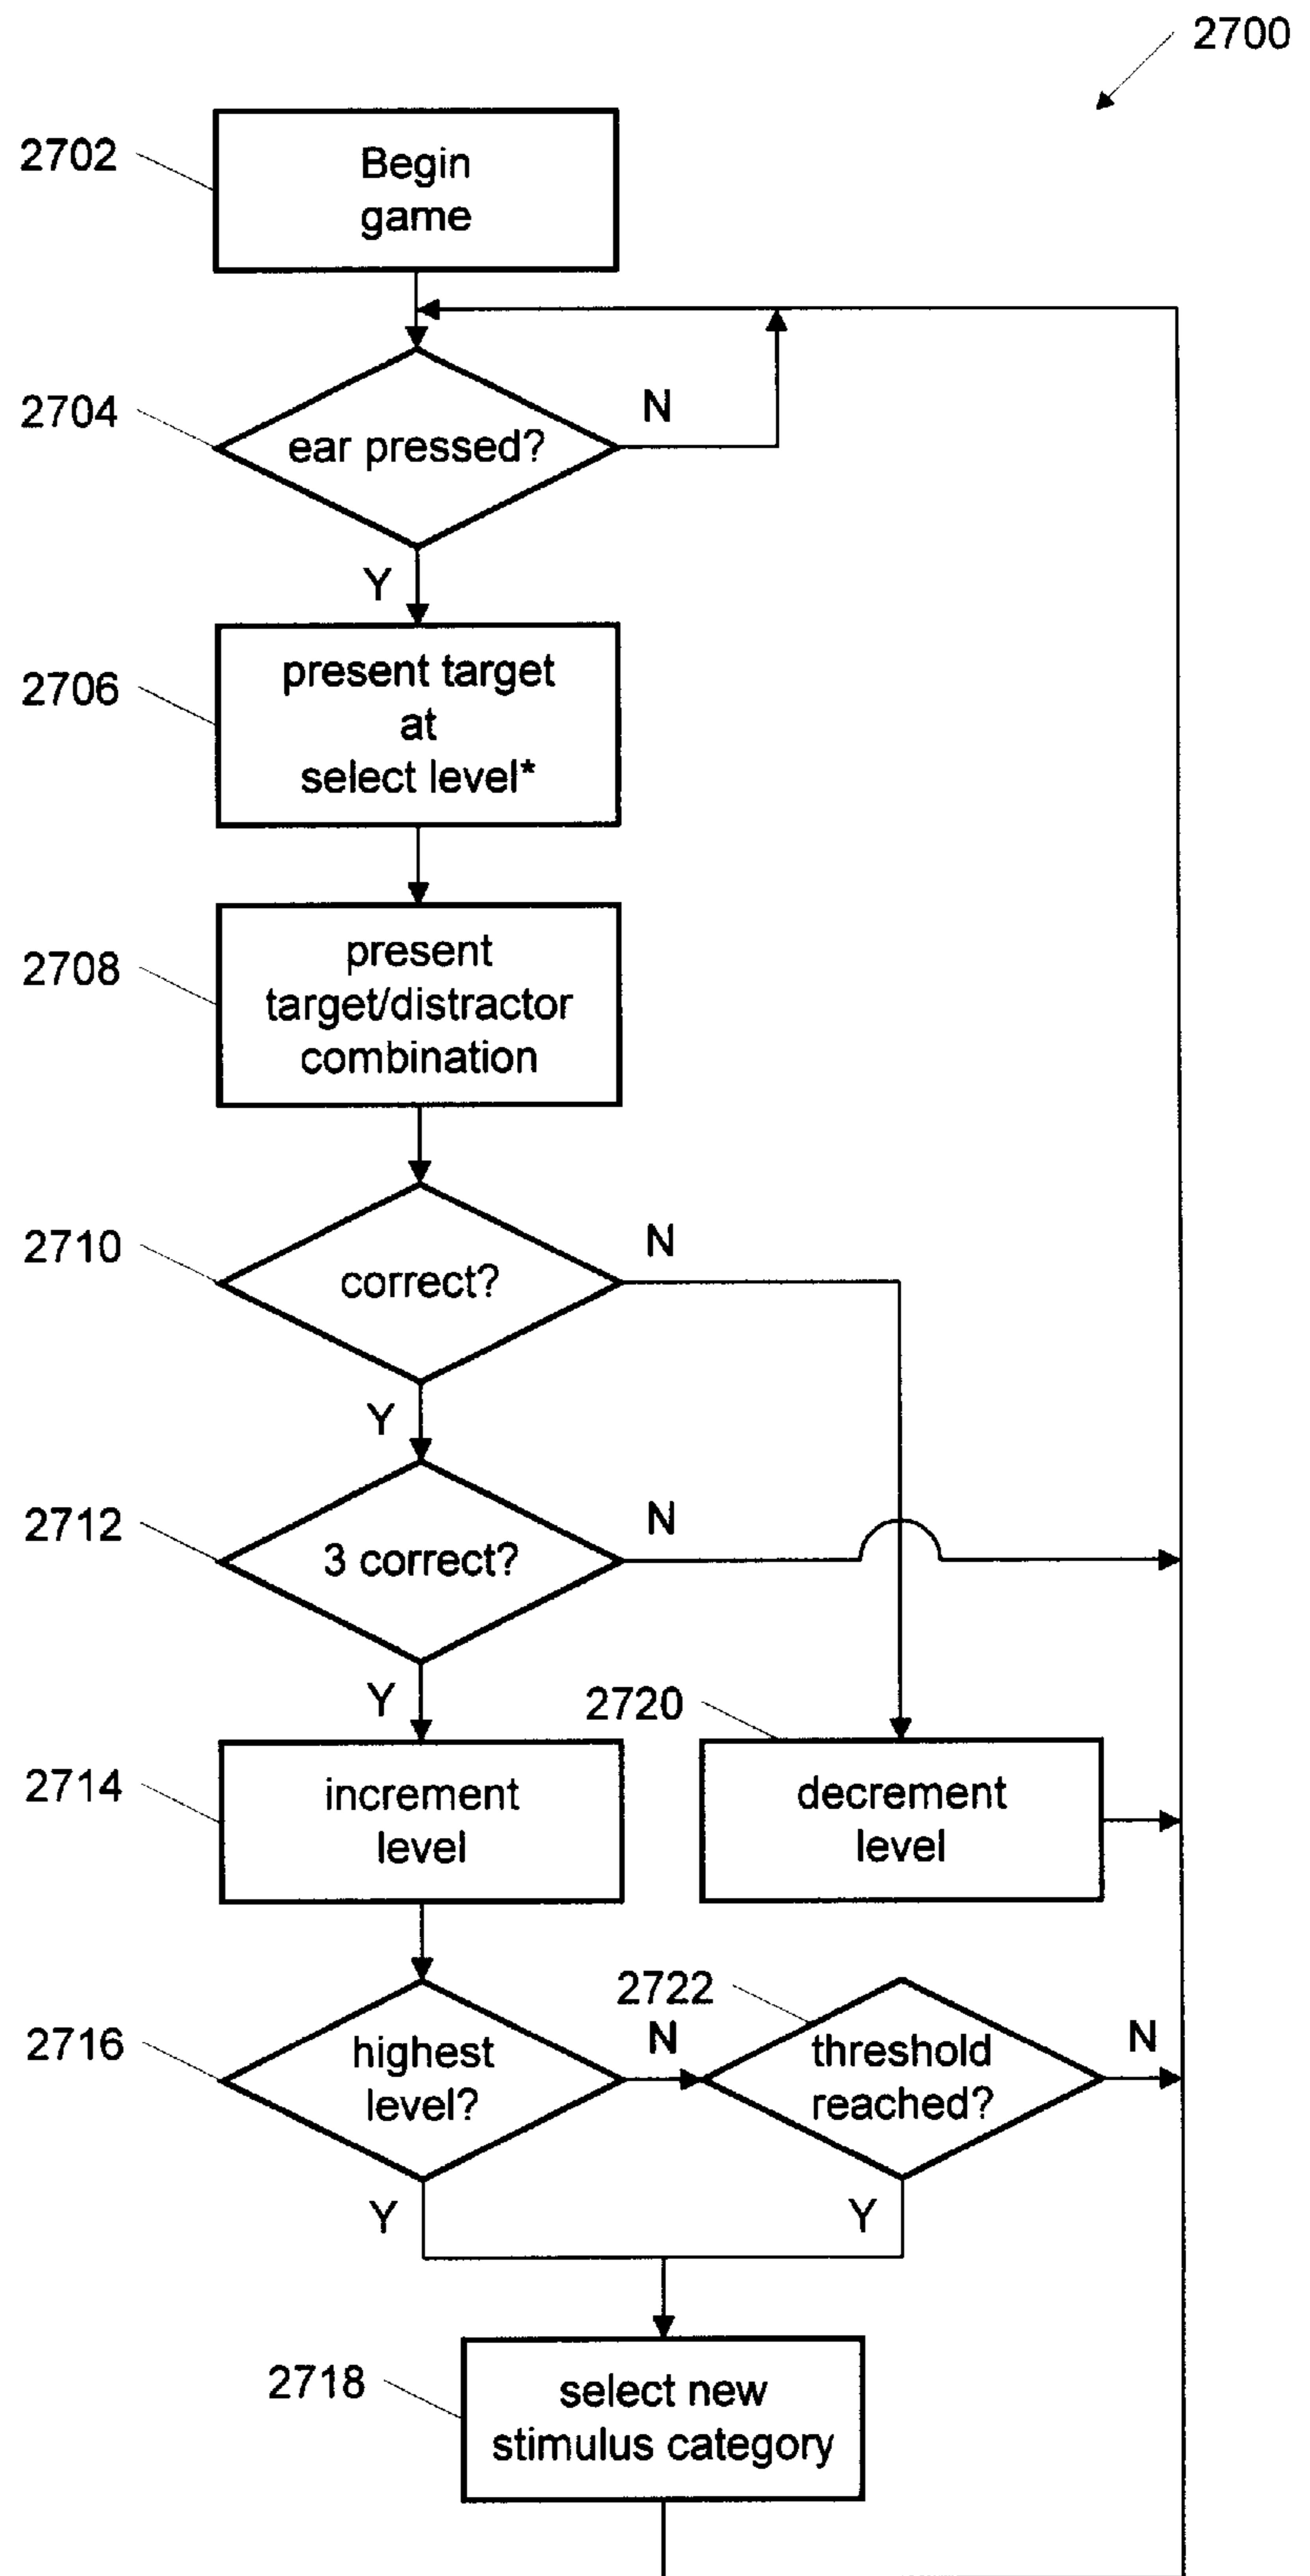 2700
2702
Begin
game
2704
ear pressed?
N
Y
2706
present target
at
select level*
2708
present
target/distractor
combination
2710
correct?
N
Y
2712
3 correct?
N
Y
2720
2714
increment
level
decrement
level
2722
2716
highest
level?
N
threshold
reached?
N
Y
Y
2718
select new
stimulus category